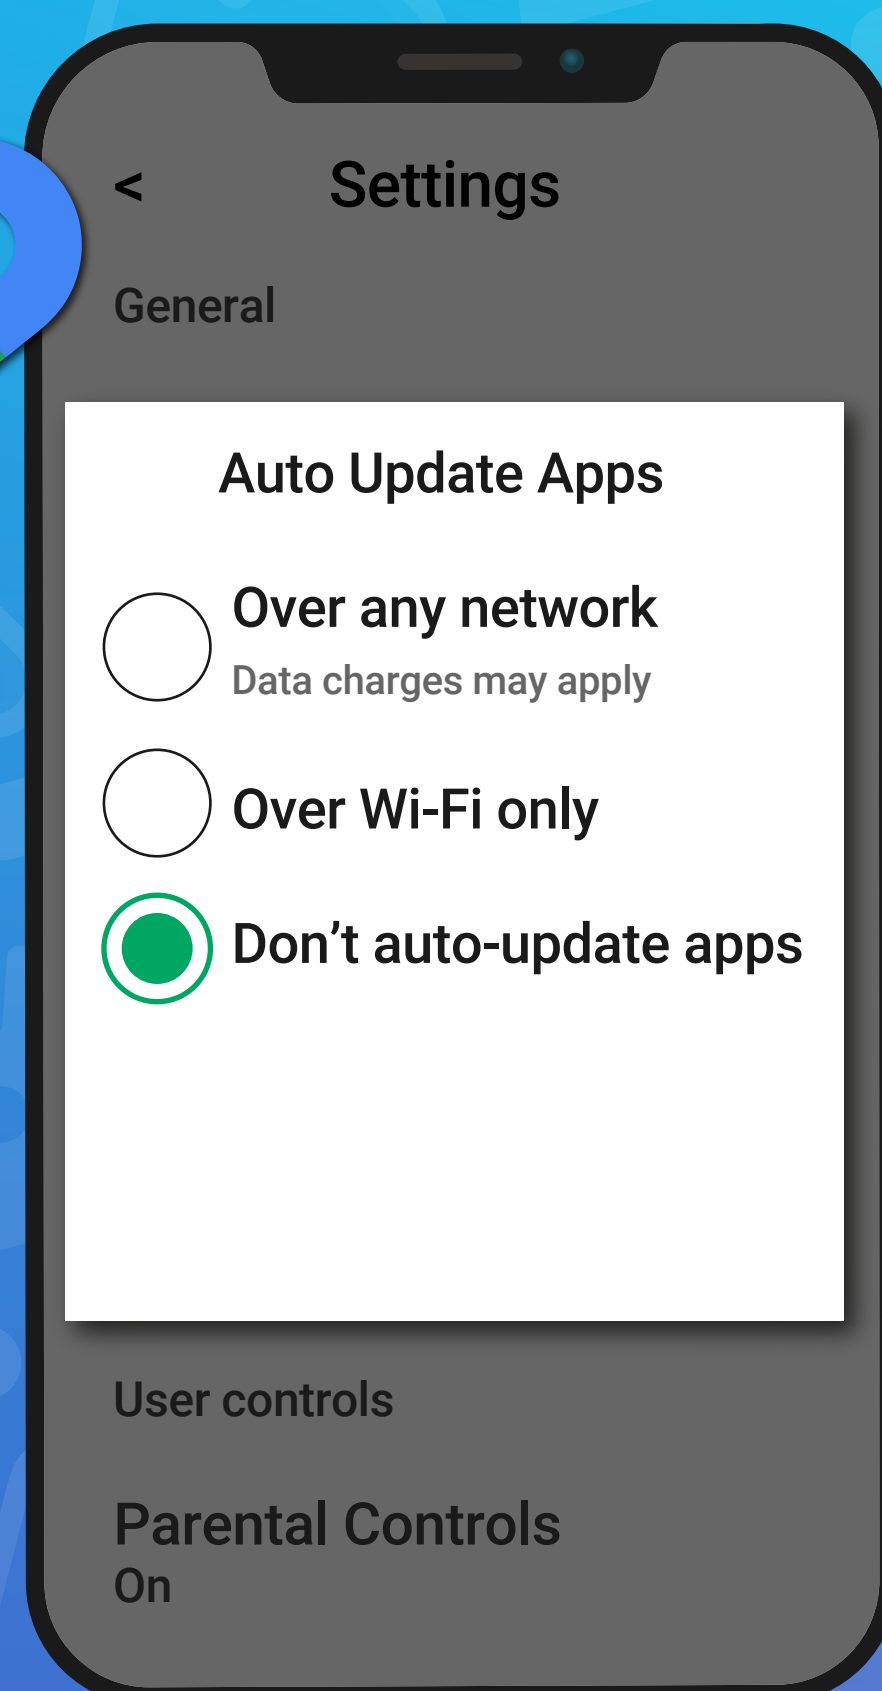 < Settings
General
Auto Update Apps
Over any network
Data charges may apply
Over Wi-Fi only
Don’t auto-update apps
User controls
Parental Controls
On